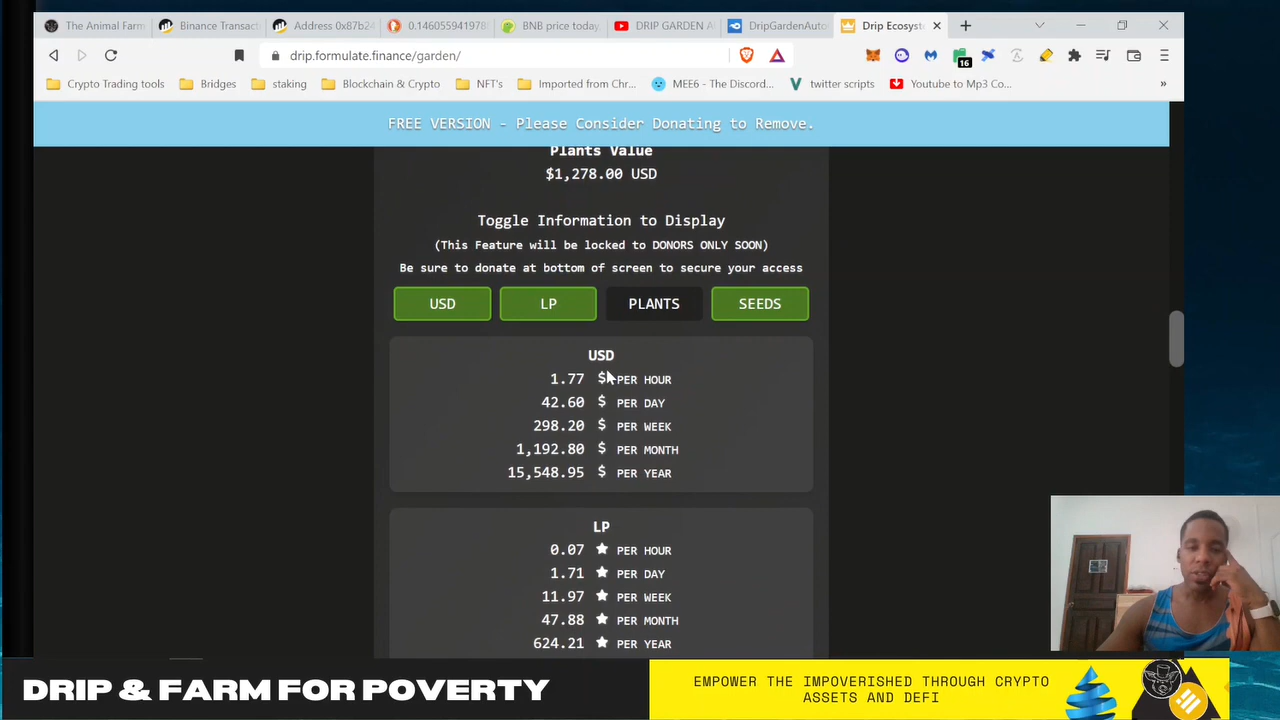 The Animal Farm
Binance Transact
Address 0x87b24
0.146055941978
BNB price today
DRIP GARDEN A
DripGardenAuto
Drip Ecosyst
drip.formulate.finance/garden/
16
Crypto Trading tools
Bridges
staking
Blockchain & Crypto
NFT's
Imported from Chr...
MEE6 - The Discord...
twitter scripts
Youtube to Mp3 Co...
»
FREE VERSION - Please Consider Donating to Remove.
Plants Value
$1,278.00 USD
Toggle Information to Display
(This Feature will be locked to DONORS ONLY SOON)
Be sure to donate at bottom of screen to secure your access
USD LP PLANTS SEEDS
USD
1.77 $ PER HOUR
42.60 $ PER DAY
298.20 $ PER WEEK
1,192.80 $ PER MONTH
15,548.95 $ PER YEAR
LP
0.07 ★ PER HOUR
1.71 ★ PER DAY
11.97 ★ PER WEEK
47.88 ★ PER MONTH
624.21 ★ PER YEAR
DRIP & FARM FOR POVERTY
EMPOWER THE IMPOVERISHED THROUGH CRYPTO
ASSETS AND DEFI